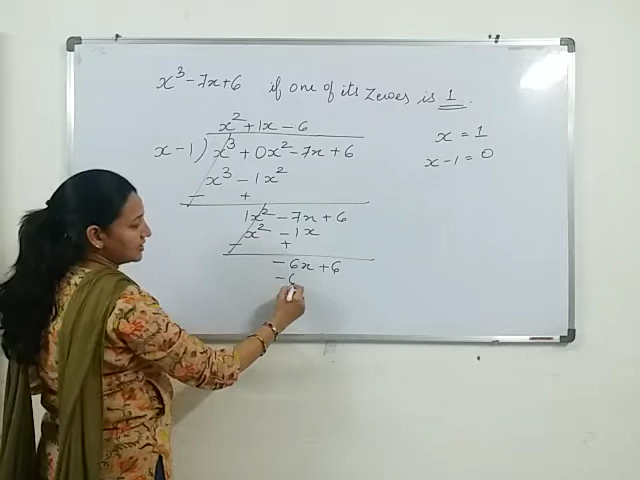 x³ - 7x + 6 if one of its Zeroes is 1.
x² + 1x - 6
x = 1
x - 1 ) x³ + 0x² - 7x + 6
x - 1 = 0
x³ - 1x²
- +
1x² - 7x + 6
x² - 1x
- +
- 6x + 6
- 6